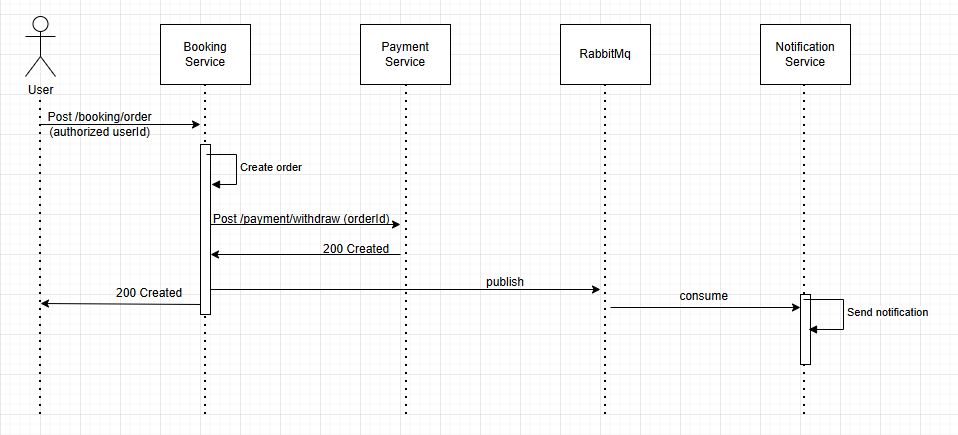 User
Booking
Service
Payment
Service
RabbitMq
Notification
Service
Post /booking/order
(authorized userId)
Create order
Post /payment/withdraw (orderId)
200 Created
publish
200 Created
consume
Send notification